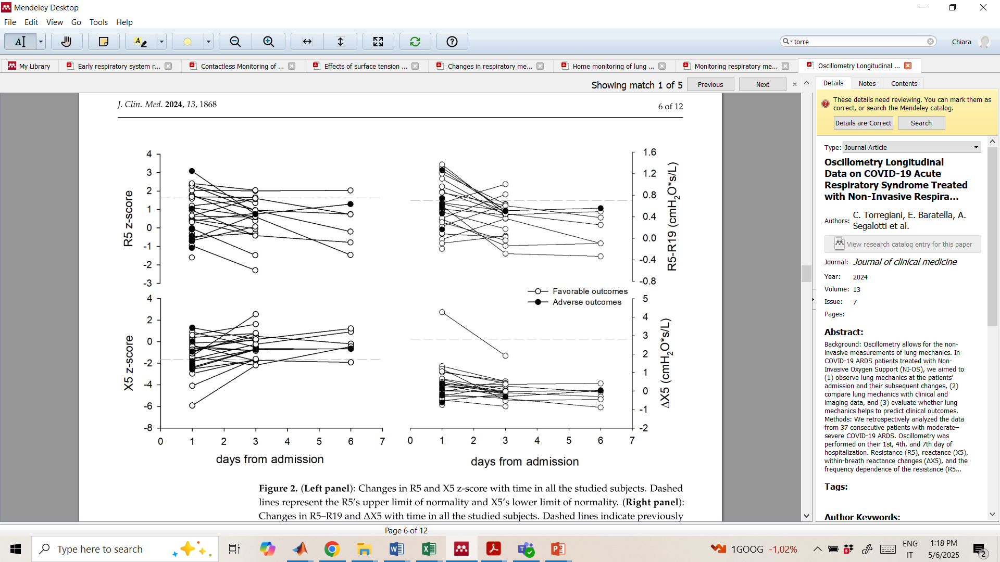 Mendeley Desktop
File Edit View Go Tools Help
torre
Chiara
My Library
Early respiratory system r...
Contactless Monitoring of ...
Effects of surface tension ...
Changes in respiratory me...
Home monitoring of lung ...
Monitoring respiratory me...
Oscillometry Longitudinal ...
Showing match 1 of 5
Previous
Next
J. Clin. Med. 2024, 13, 1868
6 of 12
4
3
2
1
0
-1
-2
-3
R5 z-score
1.6
1.2
0.8
0.4
0.0
-0.4
-0.8
R5-R19 (cmH2O*s/L)
Favorable outcomes
Adverse outcomes
4
2
0
-2
-4
-6
-8
X5 z-score
0 1 2 3 4 5 6 7
days from admission
5
4
3
2
1
0
-1
-2
ΔX5 (cmH2O*s/L)
0 1 2 3 4 5 6 7
days from admission
Figure 2. (Left panel): Changes in R5 and X5 z-score with time in all the studied subjects. Dashed
lines represent the R5's upper limit of normality and X5's lower limit of normality. (Right panel):
Changes in R5–R19 and ΔX5 with time in all the studied subjects. Dashed lines indicate previously
Page 6 of 12
Details
Notes
Contents
These details need reviewing. You can mark them as
correct, or search the Mendeley catalog.
Details are Correct
Search
Type: Journal Article
Oscillometry Longitudinal
Data on COVID-19 Acute
Respiratory Syndrome Treated
with Non-Invasive Respira...
Authors: C. Torregiani, E. Baratella, A.
Segalotti et al.
View research catalog entry for this paper
Journal: Journal of clinical medicine
Year: 2024
Volume: 13
Issue: 7
Pages:
Abstract:
Background: Oscillometry allows for the non-
invasive measurements of lung mechanics. In
COVID-19 ARDS patients treated with Non-
Invasive Oxygen Support (NI-OS), we aimed to
(1) observe lung mechanics at the patients'
admission and their subsequent changes, (2)
compare lung mechanics with clinical and
imaging data, and (3) evaluate whether lung
mechanics helps to predict clinical outcomes.
Methods: We retrospectively analyzed the data
from 37 consecutive patients with moderate–
severe COVID-19 ARDS. Oscillometry was
performed on their 1st, 4th, and 7th day of
hospitalization. Resistance (R5), reactance (X5),
within-breath reactance changes (ΔX5), and the
frequency dependence of the resistance (R5...
Tags:
Author Keywords:
Type here to search
1GOOG -1,02%
ENG
IT
1:18 PM
5/6/2025
2